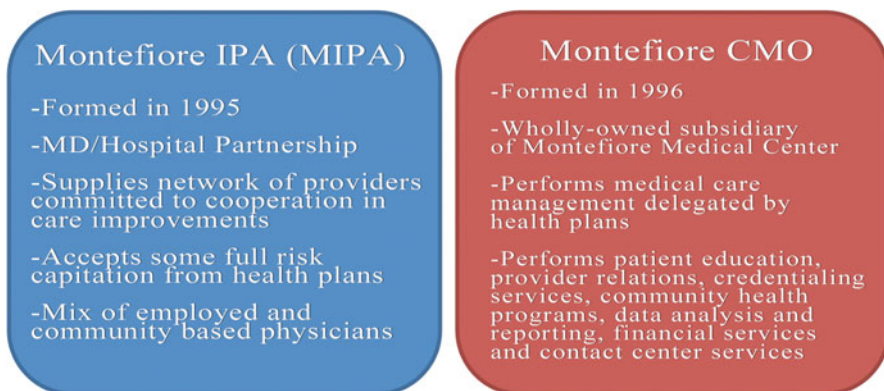 Montefiore IPA (MIPA)
-Formed in 1995
-MD/Hospital Partnership
-Supplies network of providers
committed to cooperation in
care improvements
-Accepts some full risk
capitation from health plans
-Mix of employed and
community based physicians
Montefiore CMO
-Formed in 1996
-Wholly-owned subsidiary
of Montefiore Medical Center
-Performs medical care
management delegated by
health plans
-Performs patient education,
provider relations, credentialing
services, community health
programs, data analysis and
reporting, financial services
and contact center services